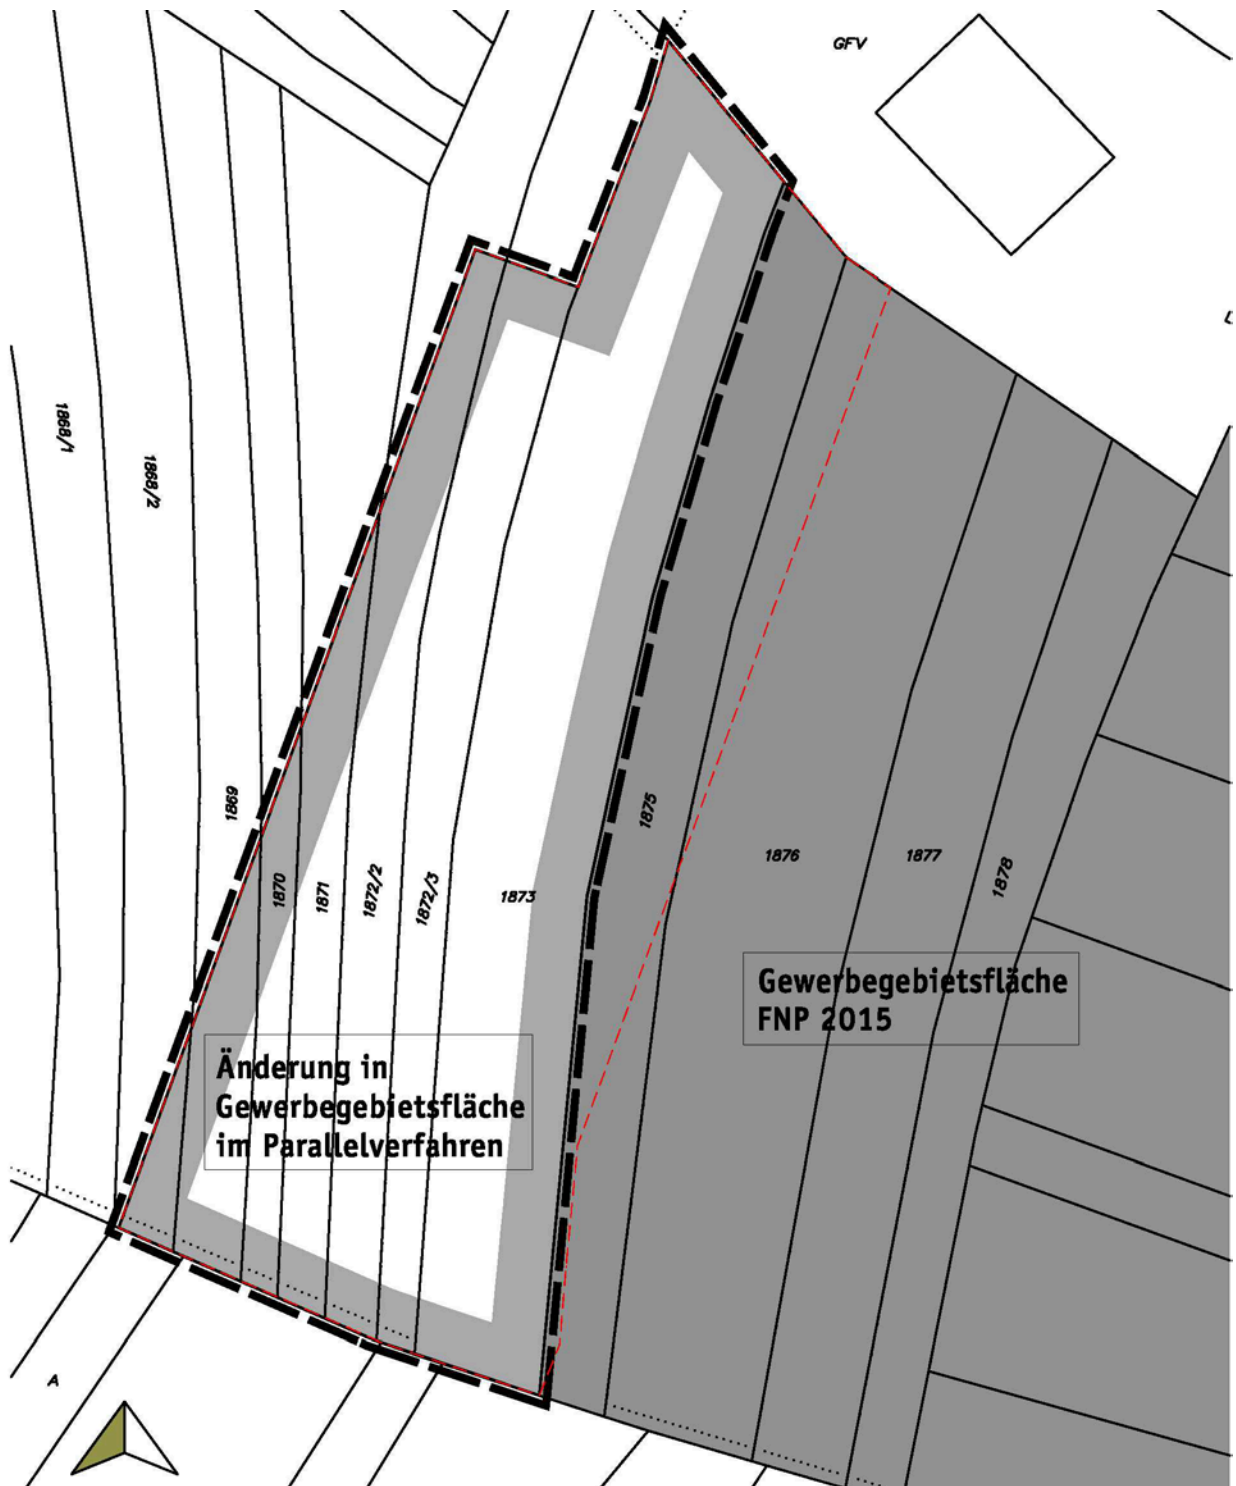 GFV
1868/1
1868/2
1869
1870
1871
1872/2
1872/3
1873
1875
1876
1877
1878
Gewerbegebietsfläche
FNP 2015
Änderung in
Gewerbegebietsfläche
im Parallelverfahren
A